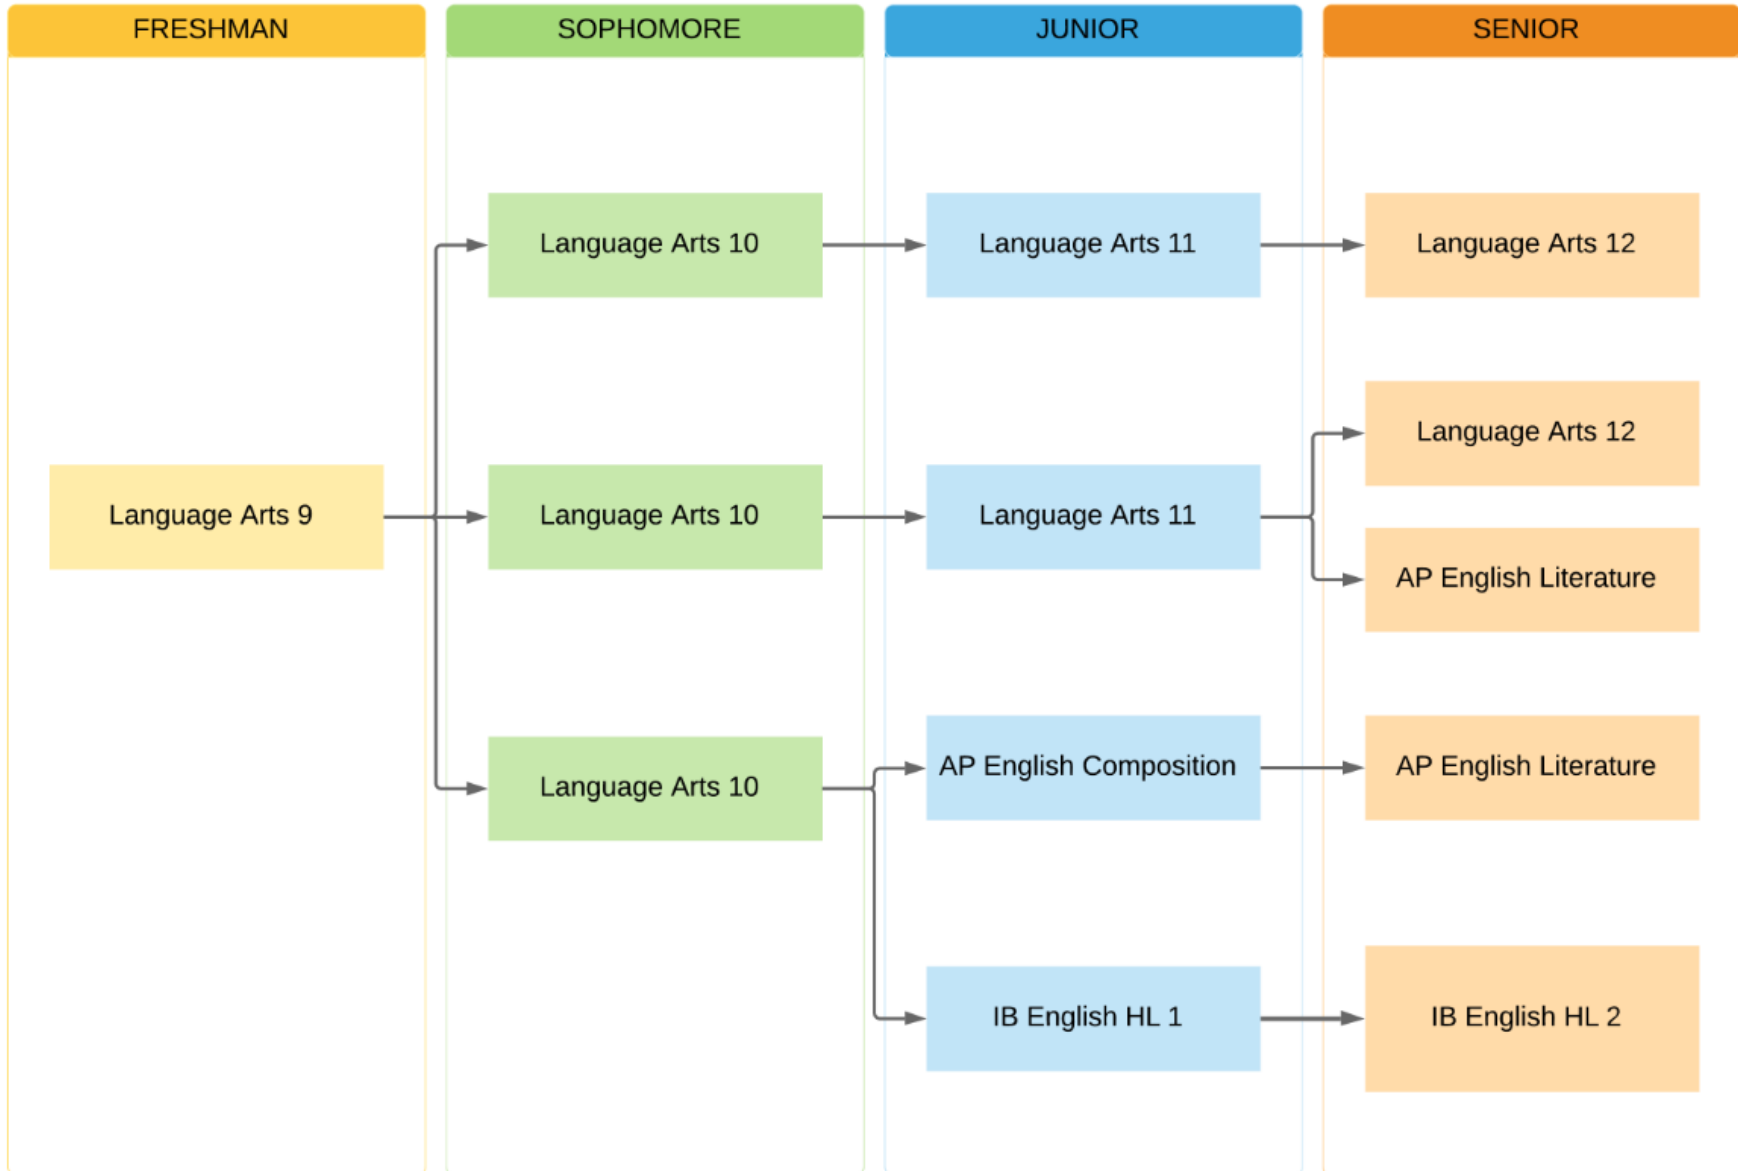 FRESHMAN
SOPHOMORE
JUNIOR
SENIOR
Language Arts 10
Language Arts 11
Language Arts 12
Language Arts 12
Language Arts 9
Language Arts 10
Language Arts 11
AP English Literature
Language Arts 10
AP English Composition
AP English Literature
IB English HL 1
IB English HL 2